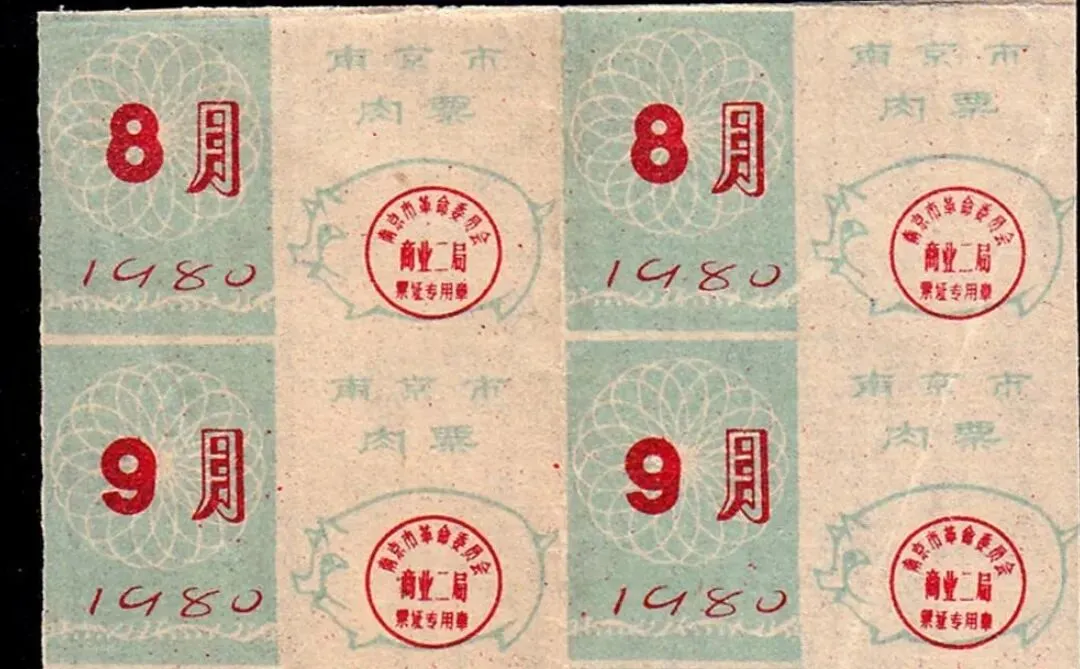 8月
1980
南京市
肉票
南京市革命委员会
商业二局
票证专用章
8月
1980
南京市
肉票
南京市革命委员会
商业二局
票证专用章
9月
1980
南京市
肉票
南京市革命委员会
商业二局
票证专用章
9月
1980
南京市
肉票
南京市革命委员会
商业二局
票证专用章